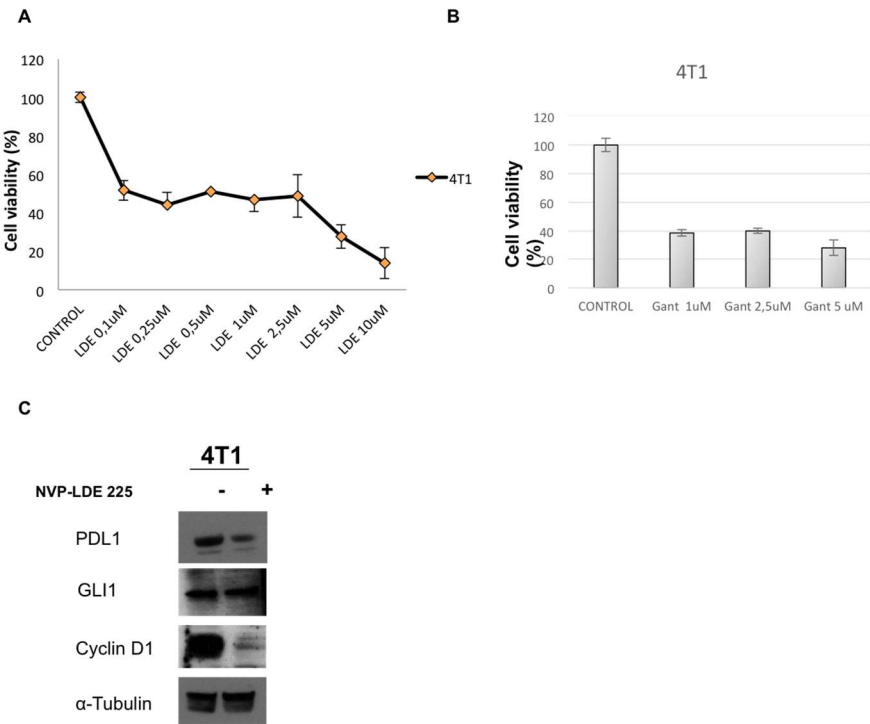 A
120
100
80
60
40
20
0
Cell viability (%)
CONTROL
LDE 0,1uM
LDE 0,25uM
LDE 0,5uM
LDE 1uM
LDE 2,5uM
LDE 5uM
LDE 10uM
4T1
B
4T1
120
100
80
60
40
20
0
Cell viability
(%)
CONTROL
Gant 1uM
Gant 2,5uM
Gant 5 uM
C
4T1
NVP-LDE 225 - +
PDL1
GLI1
Cyclin D1
α-Tubulin